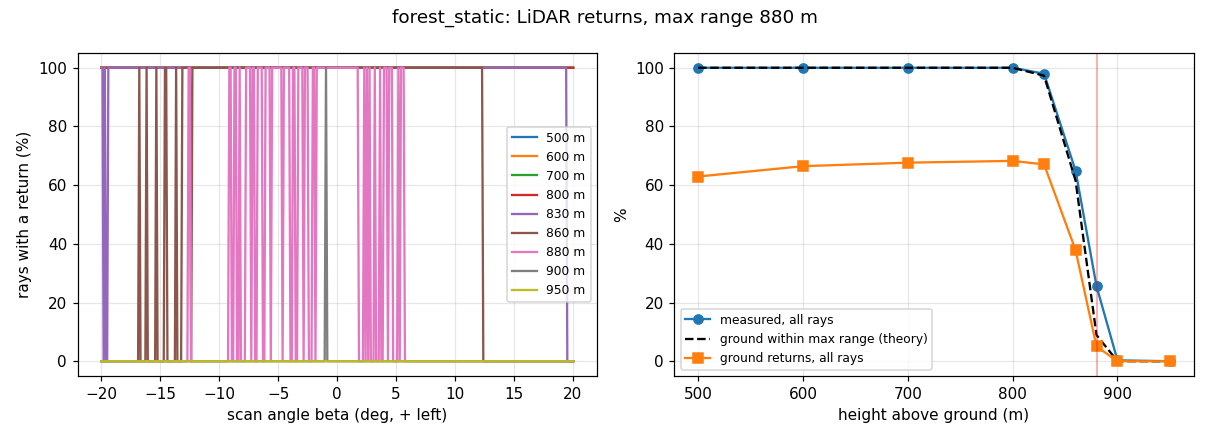 forest_static: LiDAR returns, max range 880 m
rays with a return (%)
100
80
60
40
20
0
−20
−15
−10
−5
0
5
10
15
20
scan angle beta (deg, + left)
500 m
600 m
700 m
800 m
830 m
860 m
880 m
900 m
950 m
%
100
80
60
40
20
0
500
600
700
800
900
height above ground (m)
measured, all rays
ground within max range (theory)
ground returns, all rays